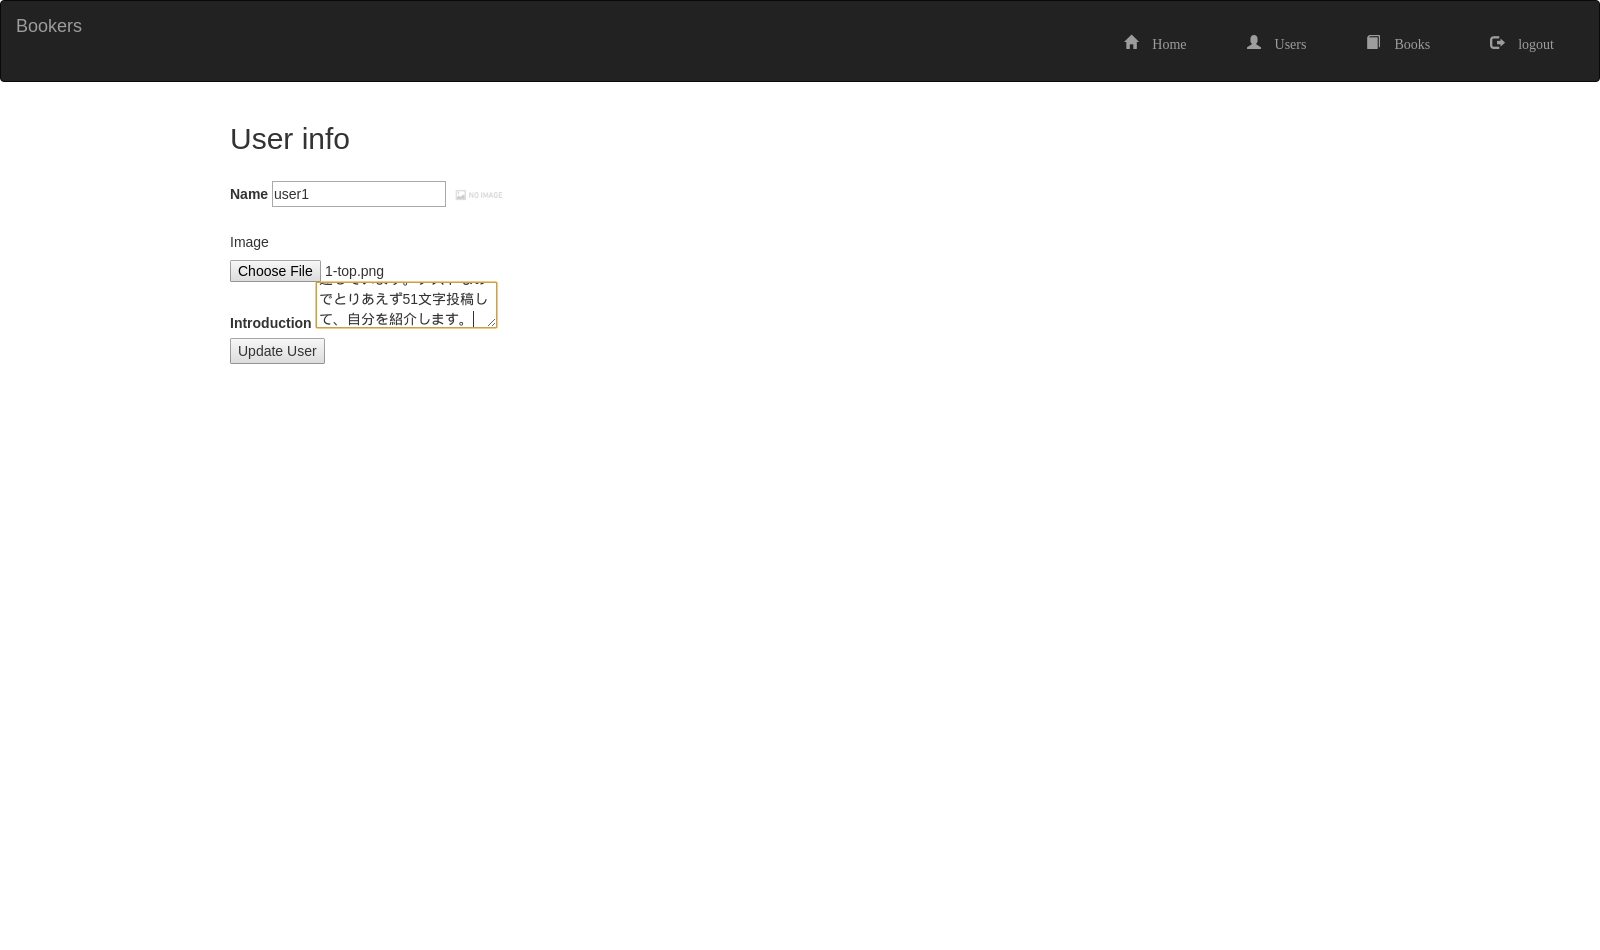 Bookers
Home
Users
Books
logout
User info
Name user1
NO IMAGE
Image
Choose File 1-top.png
でとりあえず51文字投稿し
て、自分を紹介します。
Introduction
Update User